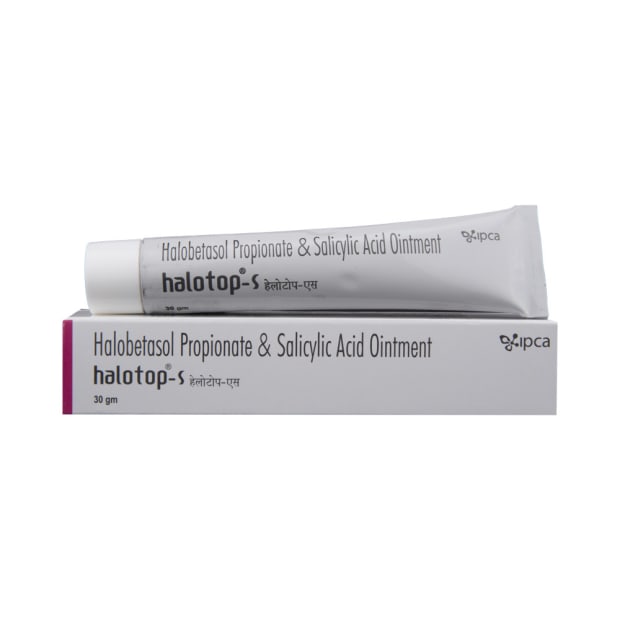 Halobetasol Propionate & Salicylic Acid Ointment
ipca
halotop®-s हेलोटोप-एस
30 gm
Halobetasol Propionate & Salicylic Acid Ointment
ipca
halotop®-s हेलोटोप-एस
30 gm